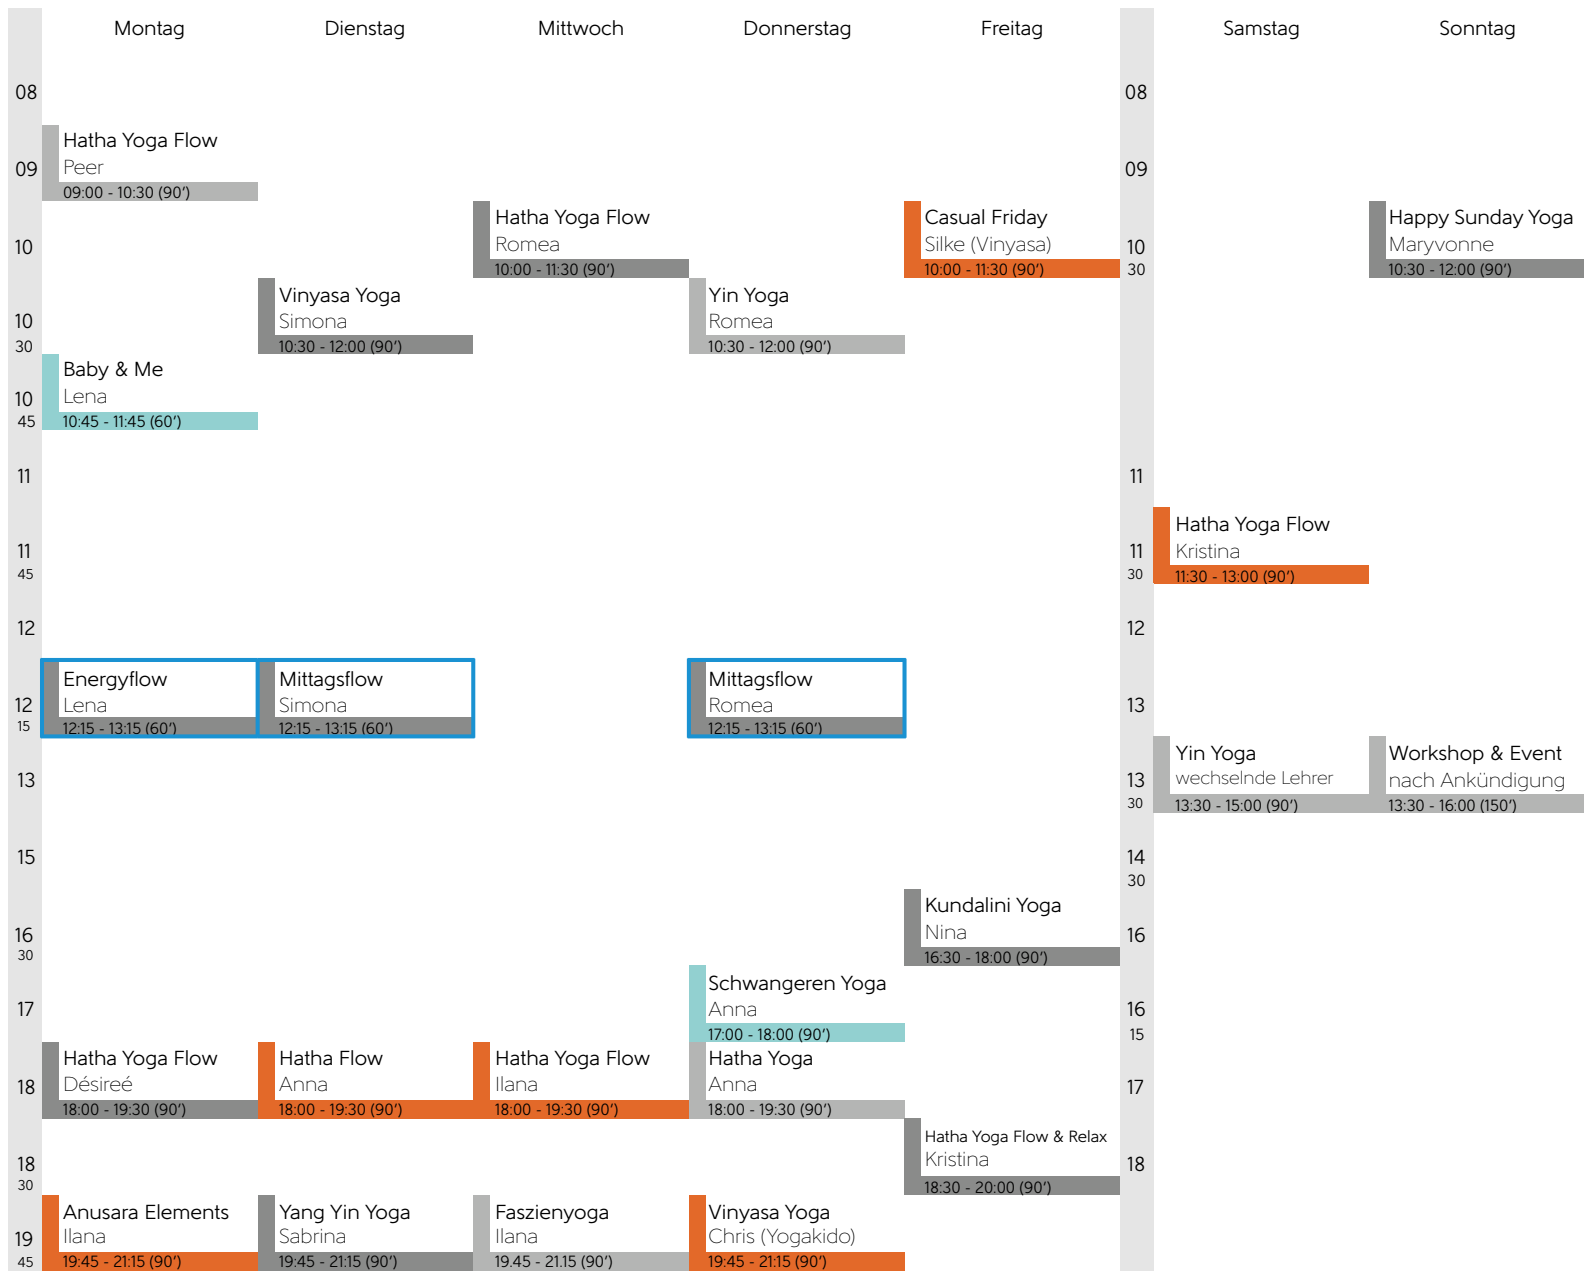 Montag Dienstag Mittwoch Donnerstag Freitag Samstag Sonntag
08 08
Hatha Yoga Flow
09 Peer 09
09:00 - 10:30 (90')
Hatha Yoga Flow Casual Friday Happy Sunday Yoga
10 Romea Silke (Vinyasa) 10 Maryvonne
10:00 - 11:30 (90') 10:00 - 11:30 (90') 30 10:30 - 12:00 (90')
Vinyasa Yoga Yin Yoga
10 Simona Romea
30 10:30 - 12:00 (90') 10:30 - 12:00 (90')
Baby & Me
10 Lena
45 10:45 - 11:45 (60')
11 11
Hatha Yoga Flow
11 11 Kristina
45 30 11:30 - 13:00 (90')
12 12
Energyflow Mittagsflow Mittagsflow
12 Lena Simona Romea 13
15 12:15 - 13:15 (60') 12:15 - 13:15 (60') 12:15 - 13:15 (60')
Yin Yoga Workshop & Event
13 13 wechselnde Lehrer nach Ankündigung
30 13:30 - 15:00 (90') 13:30 - 16:00 (150')
15 14
30
Kundalini Yoga
16 Nina 16
30 16:30 - 18:00 (90')
Schwangeren Yoga
17 Anna 16
17:00 - 18:00 (90') 15
Hatha Yoga Flow Hatha Flow Hatha Yoga Flow Hatha Yoga
18 Désireé Anna Ilana Anna 17
18:00 - 19:30 (90') 18:00 - 19:30 (90') 18:00 - 19:30 (90') 18:00 - 19:30 (90')
Hatha Yoga Flow & Relax
18 Kristina 18
30 18:30 - 20:00 (90')
Anusara Elements Yang Yin Yoga Faszienyoga Vinyasa Yoga
19 Ilana Sabrina Ilana Chris (Yogakido)
45 19:45 - 21:15 (90') 19:45 - 21:15 (90') 19.45 - 21.15 (90') 19:45 - 21:15 (90')